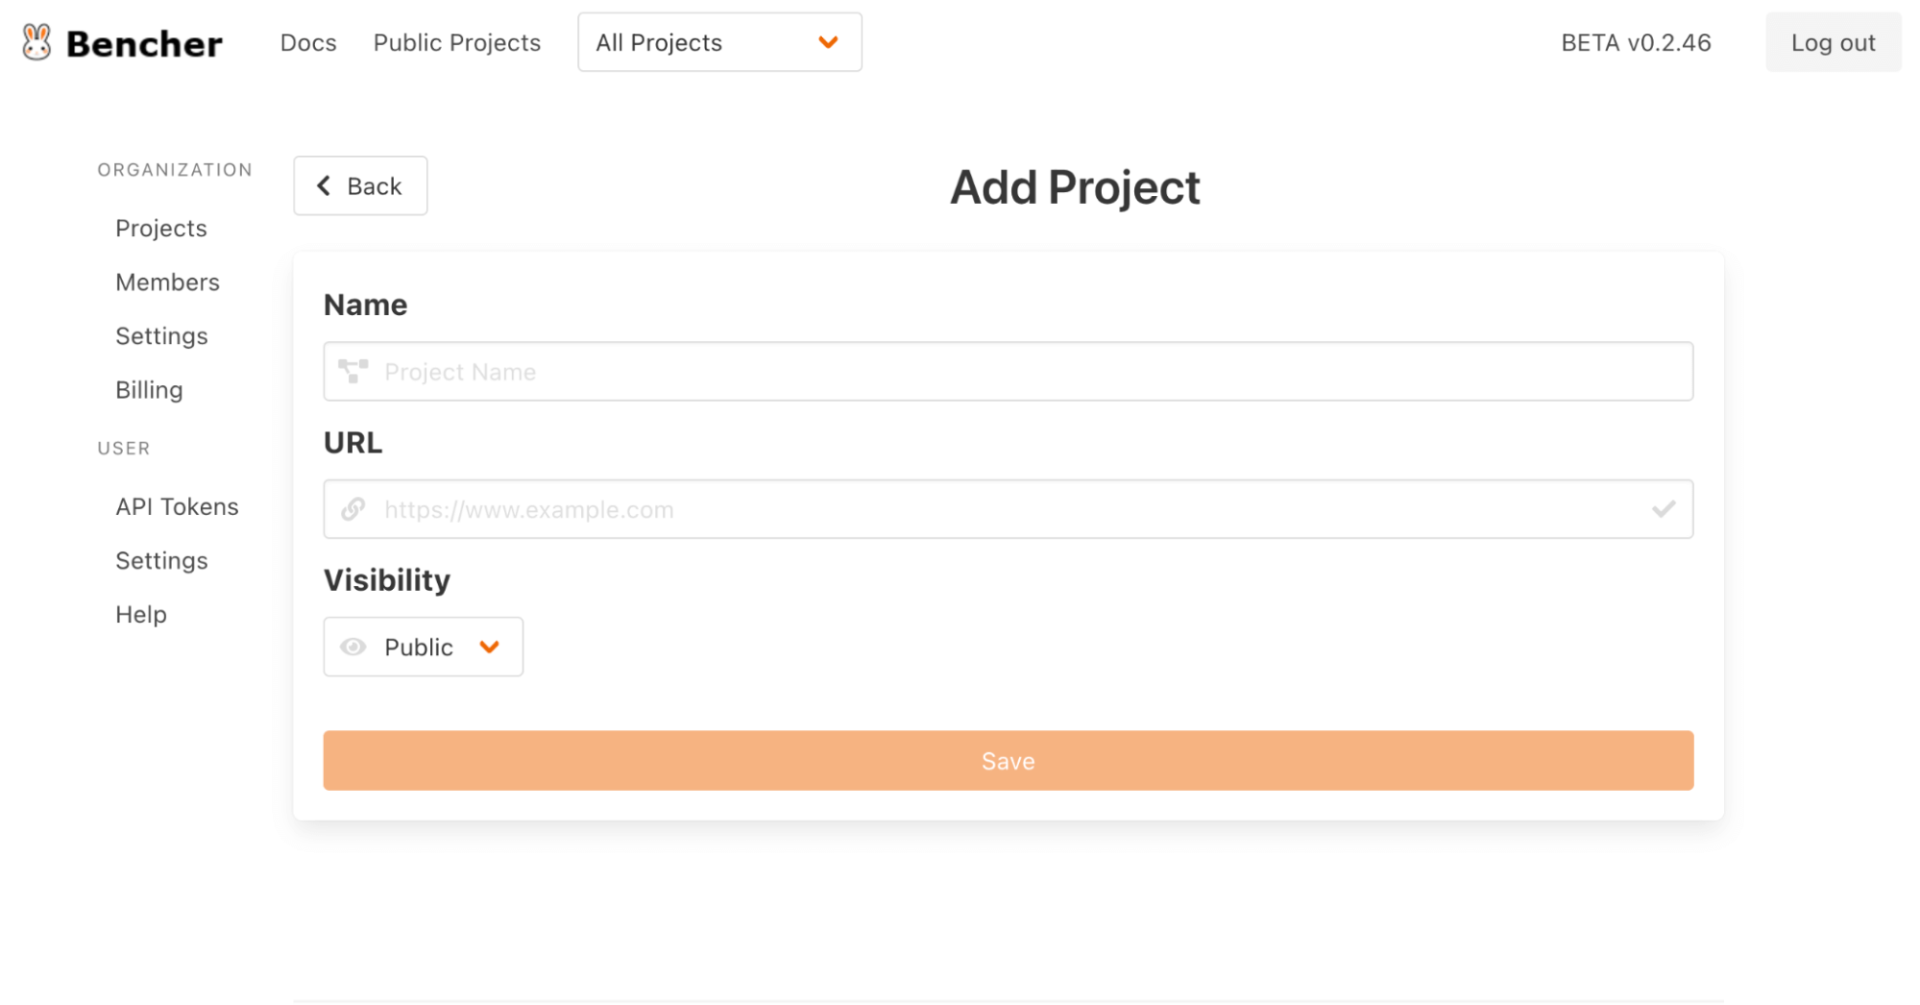 Bencher
Docs
Public Projects
All Projects
BETA v0.2.46
Log out
ORGANIZATION
Projects
Members
Settings
Billing
USER
API Tokens
Settings
Help
Back
Add Project
Name
Project Name
URL
https://www.example.com
Visibility
Public
Save